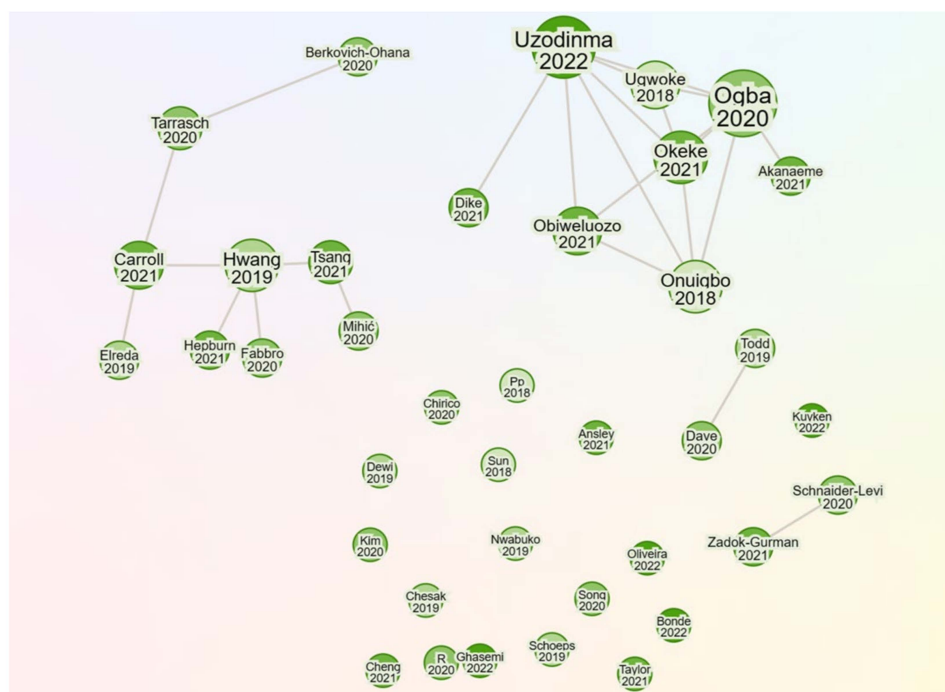 Uzodinma
2022
Berkovich-Ohana
2020
Ugwoke
2018
Ogba
2020
Tarrasch
2020
Okeke
2021
Akanaeme
2021
Dike
2021
Obiweluozo
2021
Carroll
2021
Hwang
2019
Tsang
2021
Onuigbo
2018
Mihić
2020
Elreda
2019
Hepburn
2021
Fabbro
2020
Todd
2019
Pp
2018
Chirico
2020
Kuyken
2022
Ansley
2021
Dave
2020
Dewi
2019
Sun
2018
Schnaider-Levi
2020
Kim
2020
Nwabuko
2019
Zadok-Gurman
2021
Oliveira
2022
Chesak
2019
Song
2020
Bonde
2022
Schoeps
2019
R
2020
Ghasemi
2022
Cheng
2021
Taylor
2021